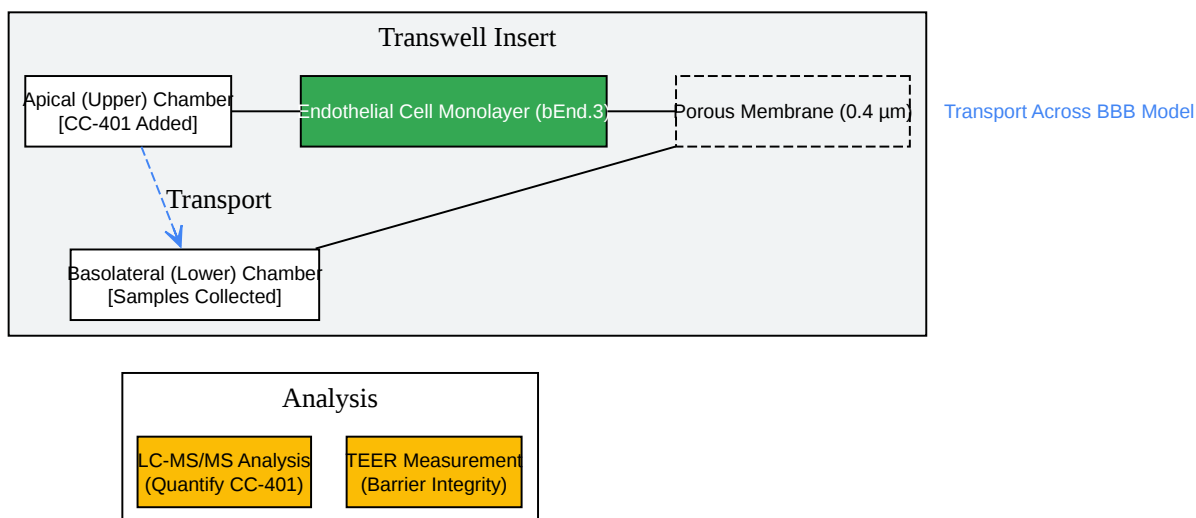 Transwell Insert
Apical (Upper) Chamber
[CC-401 Added]
Endothelial Cell Monolayer (bEnd.3)
Porous Membrane (0.4 µm)
Transport Across BBB Model
Transport
Basolateral (Lower) Chamber
[Samples Collected]
Analysis
LC-MS/MS Analysis
(Quantify CC-401)
TEER Measurement
(Barrier Integrity)